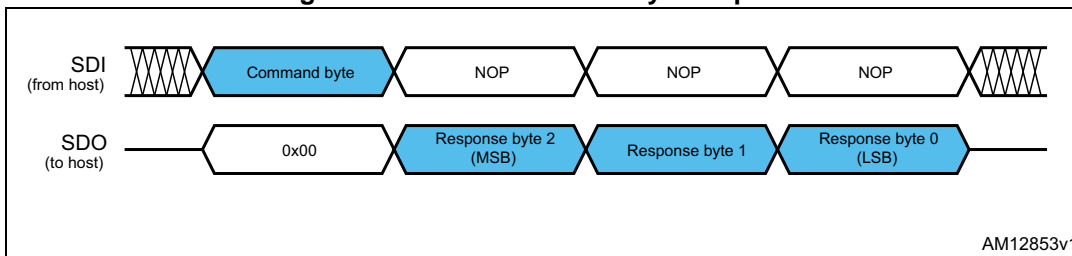 SDI
(from host)
Command byte
NOP
NOP
NOP
SDO
(to host)
0x00
Response byte 2
(MSB)
Response byte 1
Response byte 0
(LSB)
AM12853v1